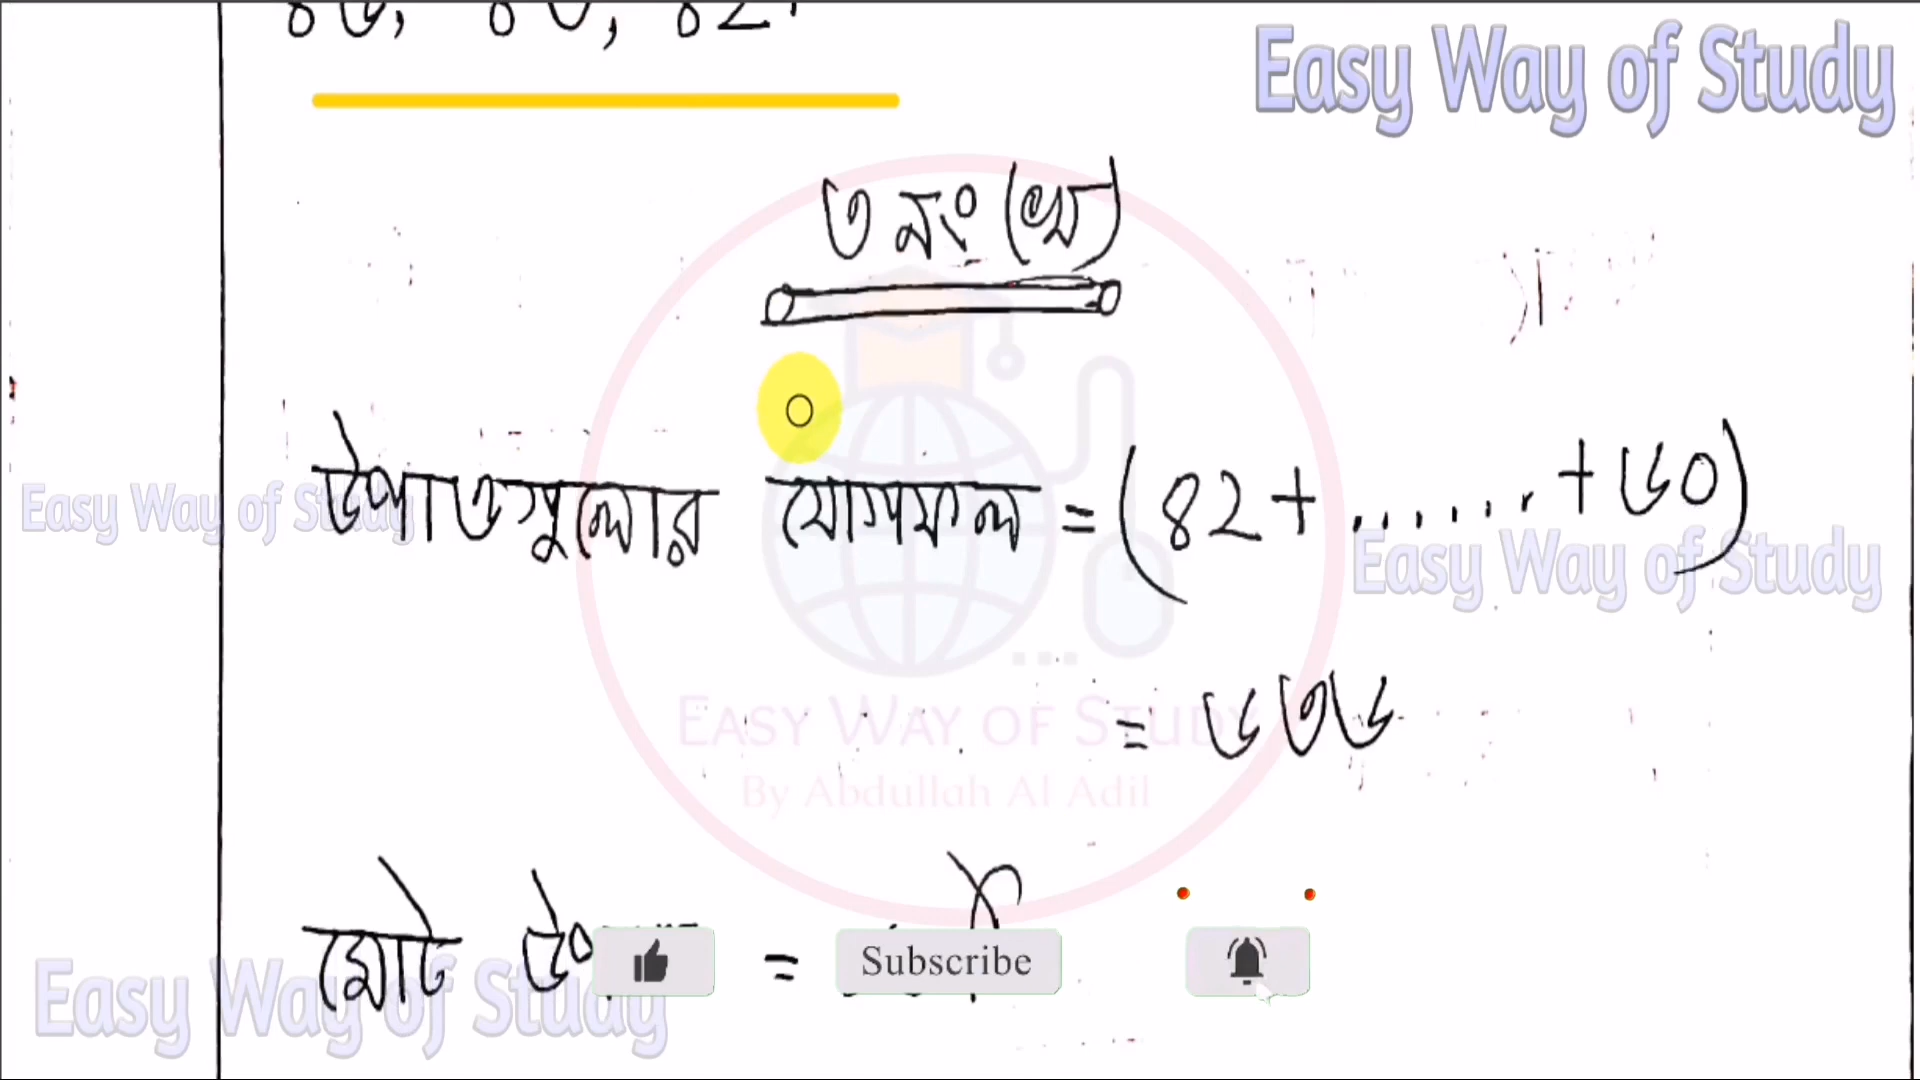 Easy Way of Study
৩ নং (খ)
উপাত্তগুলোর যোগফল = (৪২+......+৬০)
Easy Way of Study
Easy Way of Study
= ৬৩৬
EASY WAY OF STUDY
By Abdullah Al Adil
মোট =
Subscribe
Easy Way of Study